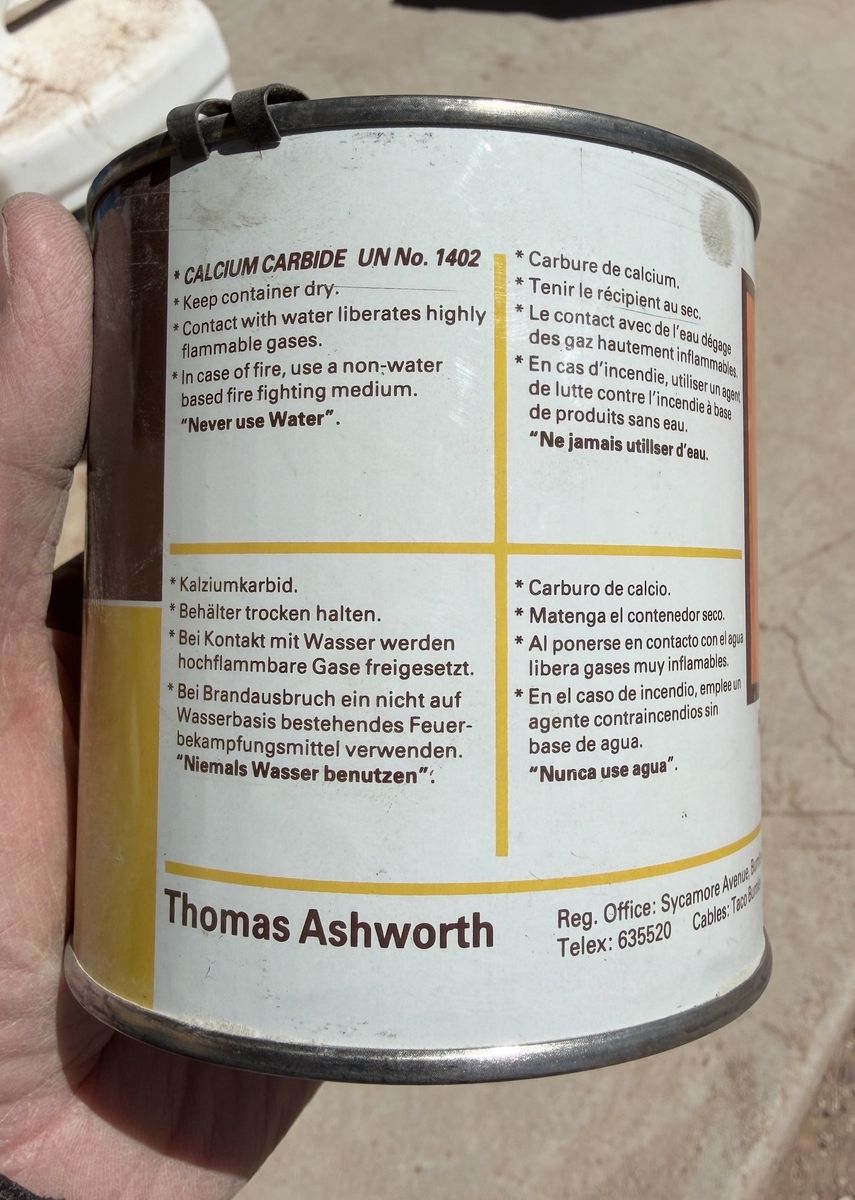 * CALCIUM CARBIDE UN No. 1402
* Keep container dry.
* Contact with water liberates highly
flammable gases.
* In case of fire, use a non-water
based fire fighting medium.
“Never use Water”.
* Carbure de calcium.
* Tenir le récipient au sec.
* Le contact avec de l’eau dégage
des gaz hautement inflammables.
* En cas d’incendie, utiliser un agent
de lutte contre l’incendie à base
de produits sans eau.
“Ne jamais utillser d’eau.
* Kalziumkarbid.
* Behälter trocken halten.
* Bei Kontakt mit Wasser werden
hochflammbare Gase freigesetzt.
* Bei Brandausbruch ein nicht auf
Wasserbasis bestehendes Feuer-
bekampfungsmittel verwenden.
“Niemals Wasser benutzen”.
* Carburo de calcio.
* Matenga el contenedor seco.
* Al ponerse en contacto con el agua
libera gases muy inflamables.
* En el caso de incendio, emplee un
agente contraincendios sin
base de agua.
“Nunca use agua”.
Thomas Ashworth
Reg. Office: Sycamore Avenue,
Telex: 635520 Cables: Taco